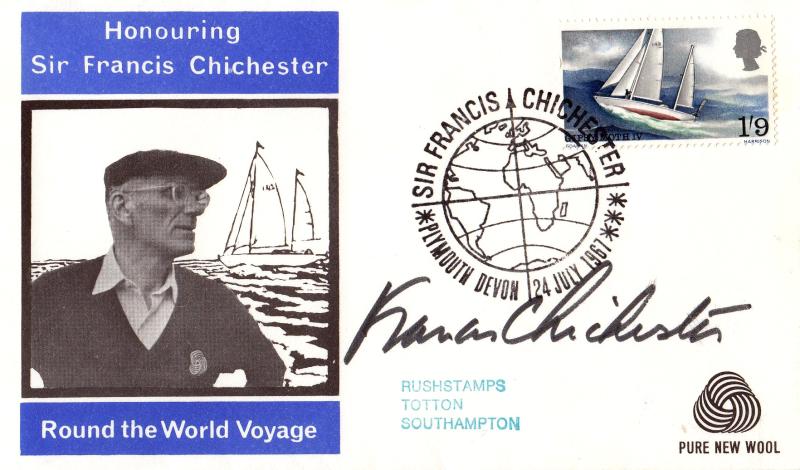 Honouring
Sir Francis Chichester
Round the World Voyage
1'9
GIPSY MOTH IV
HARRISON
SIR FRANCIS CHICHESTER
PLYMOUTH DEVON 24 JULY 1967
Francis Chichester
RUSHSTAMPS
TOTTON
SOUTHAMPTON
PURE NEW WOOL